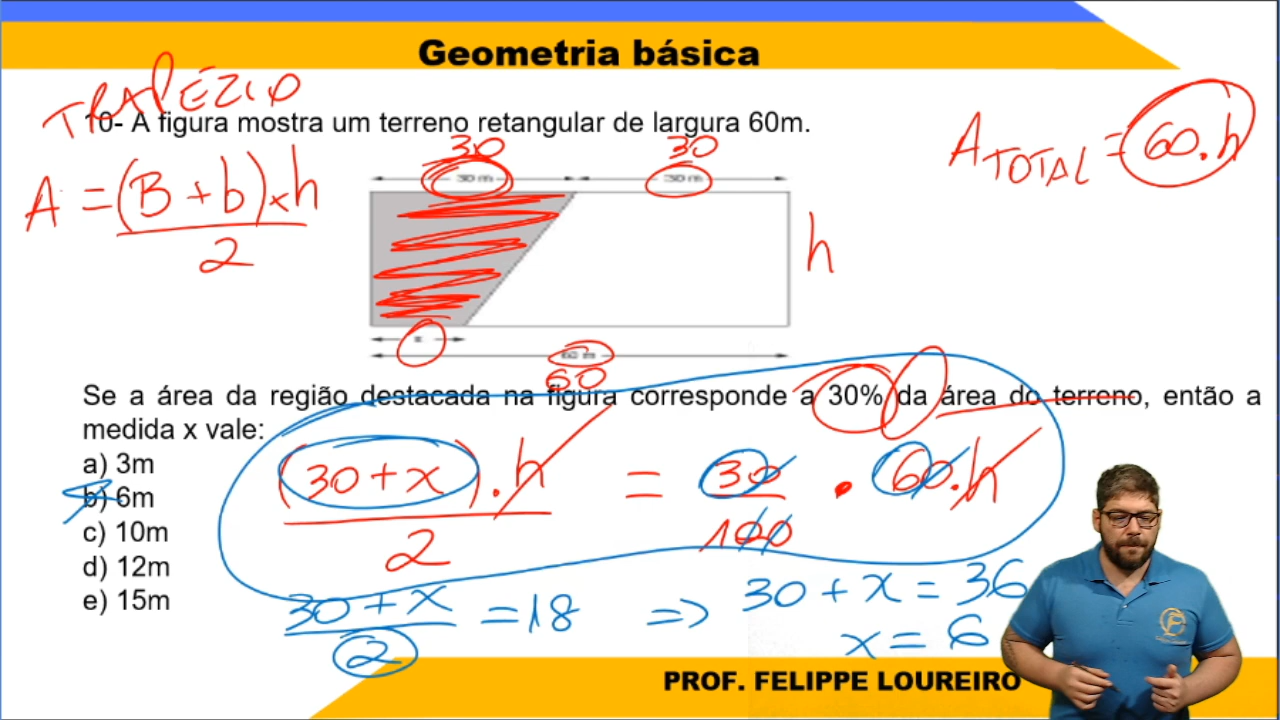 Geometria básica
TRAPÉZIO
10- A figura mostra um terreno retangular de largura 60m.
A = (B + b) x h
2
A TOTAL = 60.h
30 30
30 m 30 m
h
x
60 m
60
Se a área da região destacada na figura corresponde a 30% da área do terreno, então a
medida x vale:
a) 3m
b) 6m
c) 10m
d) 12m
e) 15m
(30 + x) . h = 30 . 60.h
2 100
30 + x = 18 => 30 + x = 36
2
x = 6
PROF. FELIPPE LOUREIRO